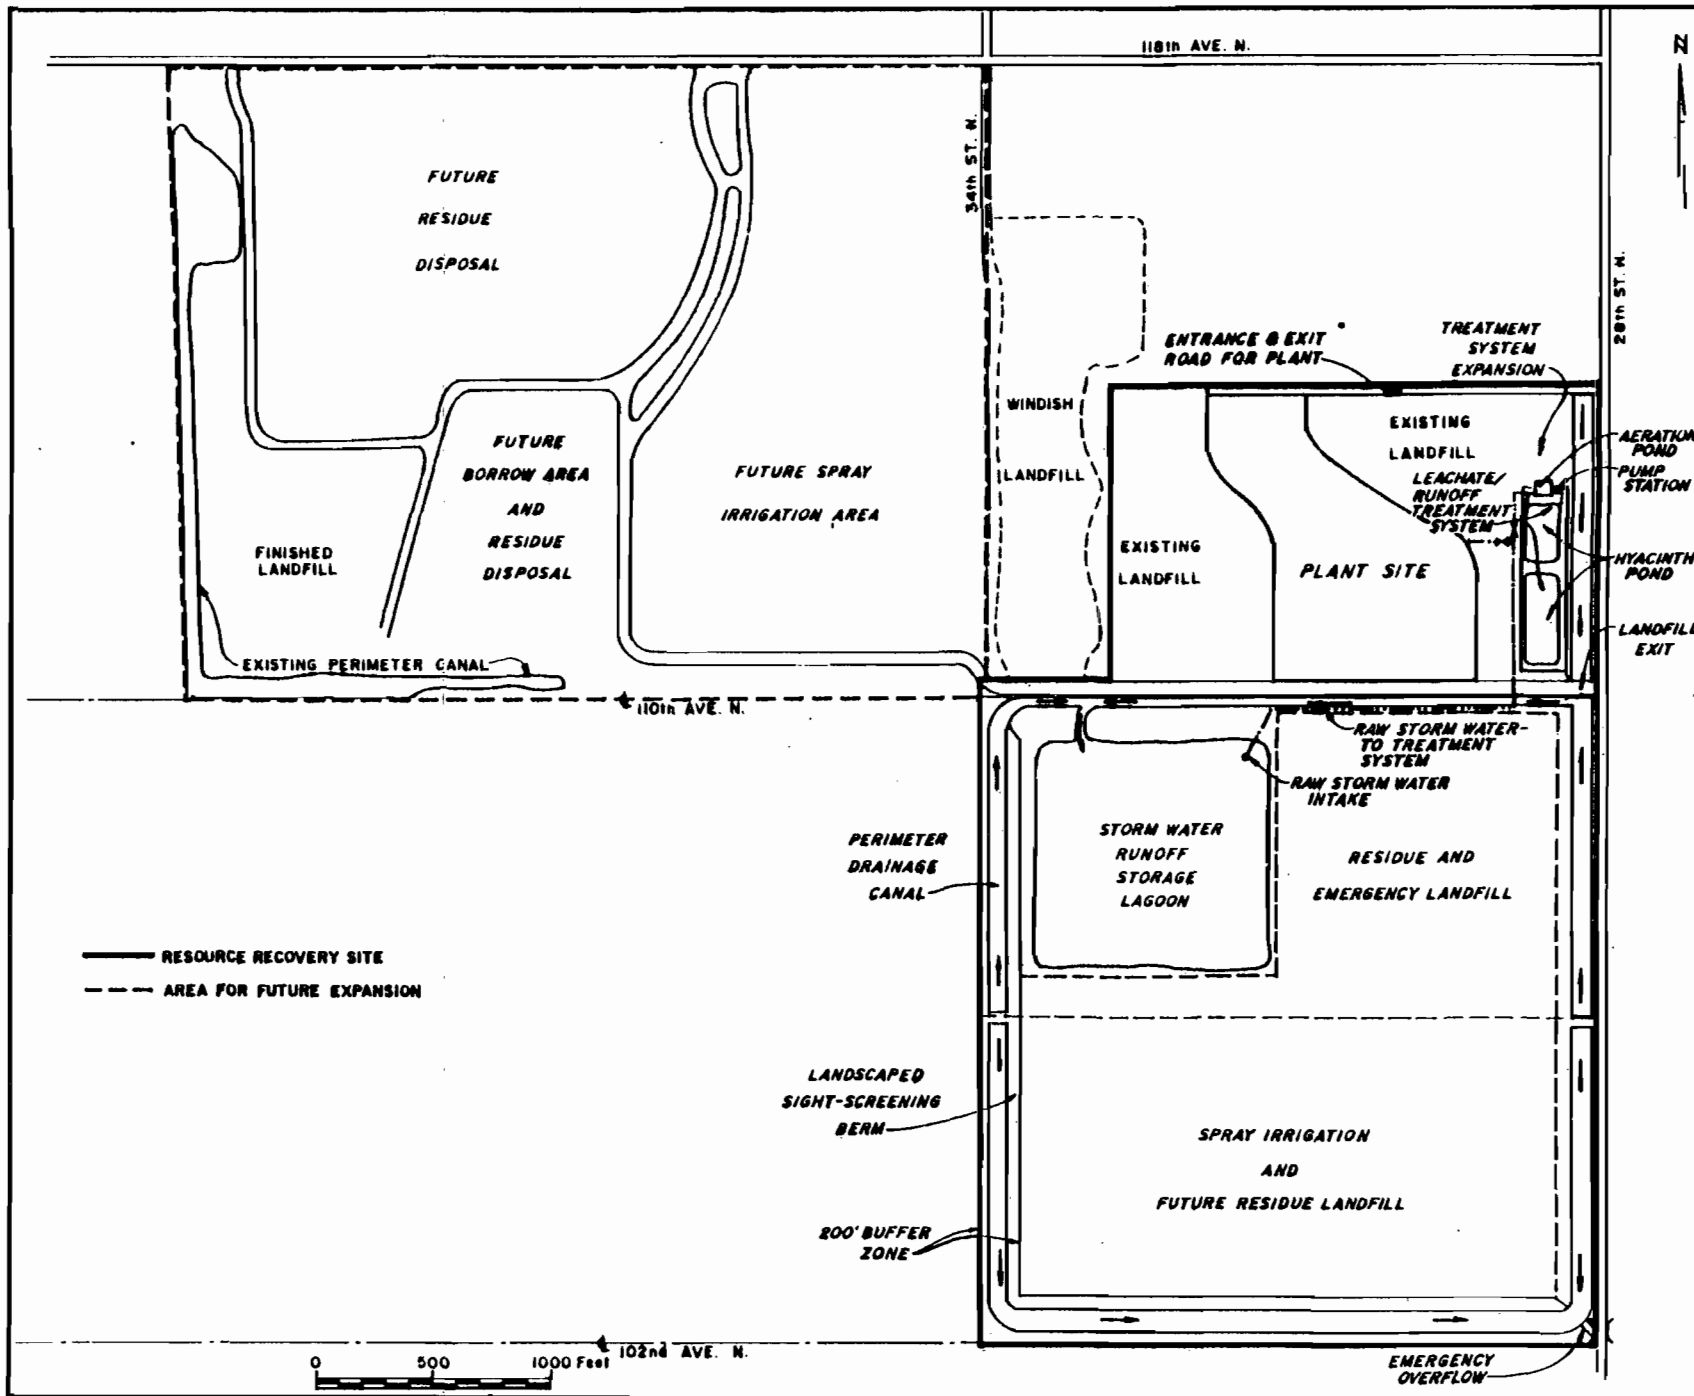 118th AVE. N.
N
34th ST. N.
28th ST. N.
FUTURE
RESIDUE
DISPOSAL
ENTRANCE & EXIT
ROAD FOR PLANT
TREATMENT
SYSTEM
EXPANSION
WINDISH
LANDFILL
EXISTING
LANDFILL
AERATION
POND
PUMP
STATION
LEACHATE/
RUNOFF
TREATMENT
SYSTEM
FUTURE
BORROW AREA
AND
RESIDUE
DISPOSAL
FUTURE SPRAY
IRRIGATION AREA
FINISHED
LANDFILL
EXISTING
LANDFILL
PLANT SITE
HYACINTH
POND
LANDFILL
EXIT
EXISTING PERIMETER CANAL
110th AVE. N.
RAW STORM WATER-
TO TREATMENT
SYSTEM
RAW STORM WATER
INTAKE
PERIMETER
DRAINAGE
CANAL
STORM WATER
RUNOFF
STORAGE
LAGOON
RESIDUE AND
EMERGENCY LANDFILL
RESOURCE RECOVERY SITE
AREA FOR FUTURE EXPANSION
LANDSCAPED
SIGHT-SCREENING
BERM
SPRAY IRRIGATION
AND
FUTURE RESIDUE LANDFILL
200' BUFFER
ZONE
102nd AVE. N.
0 500 1000 Feet
EMERGENCY
OVERFLOW